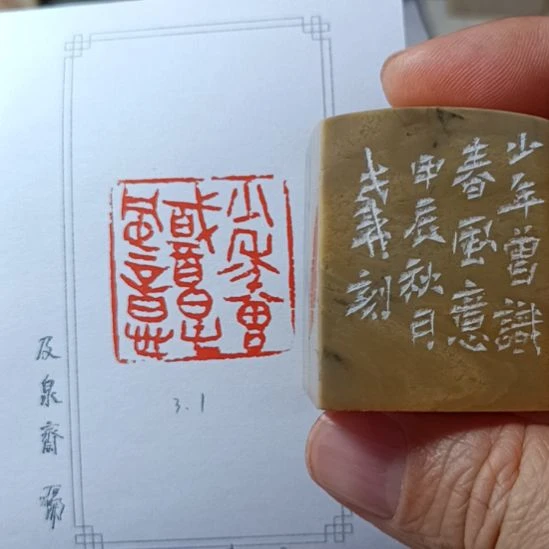 少年曾
識春
風意
3.1
及泉齋
少年曾識
春風意
甲辰秋日
刻